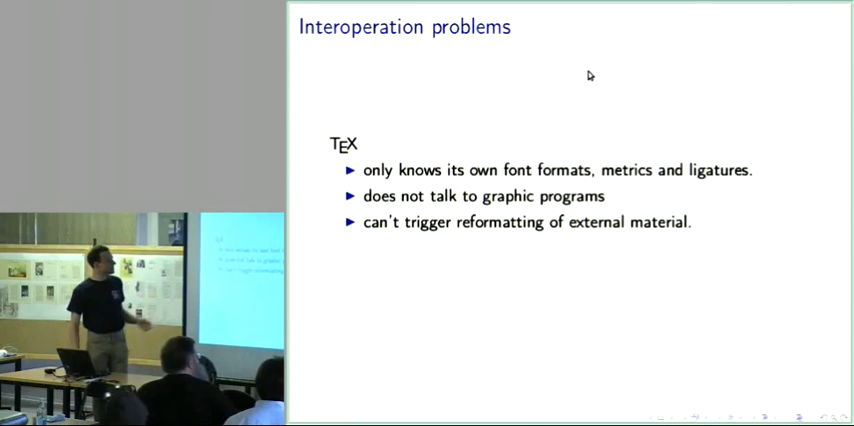 Interoperation problems
TEX
only knows its own font formats, metrics and ligatures.
does not talk to graphic programs
can't trigger reformatting of external material.